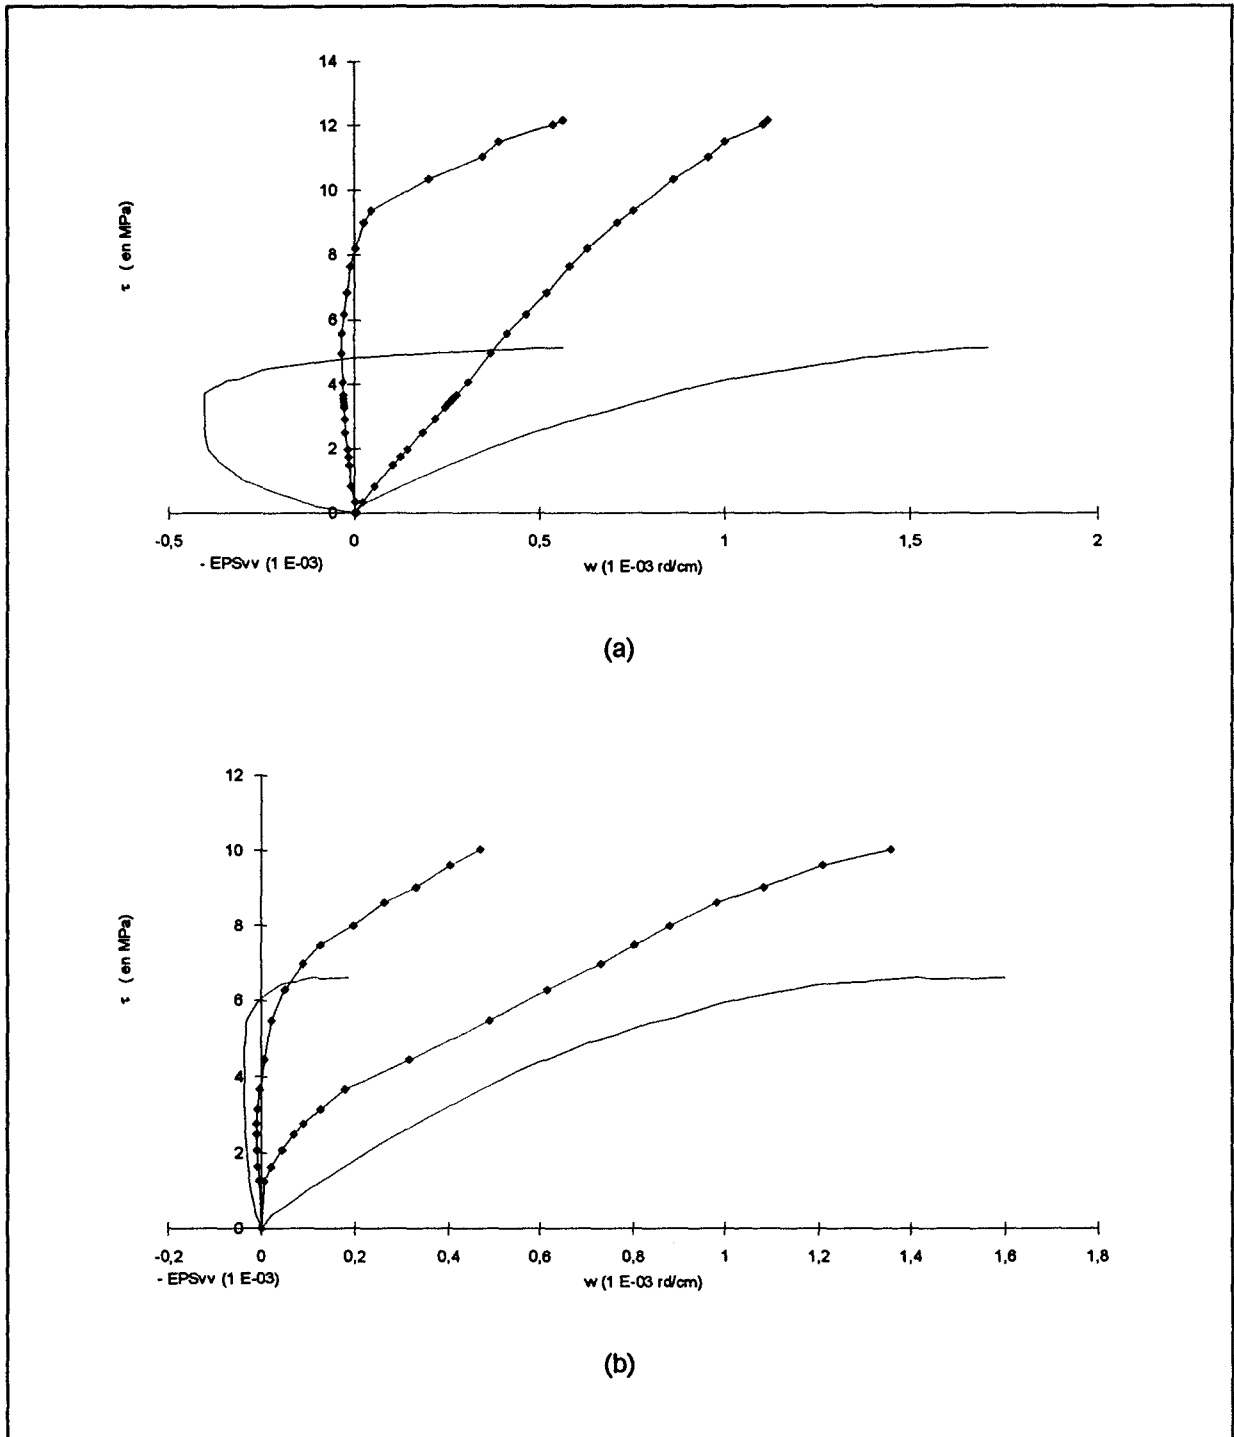 14
12
10
8
6
4
2
0
τ ( en MPa)
-0,5 0 0,5 1 1,5 2
- EPSvv (1 E-03) w (1 E-03 rd/cm)
(a)
12
10
8
6
4
2
0
τ ( en MPa)
-0,2 0 0,2 0,4 0,6 0,8 1 1,2 1,4 1,6 1,8
- EPSvv (1 E-03) w (1 E-03 rd/cm)
(b)